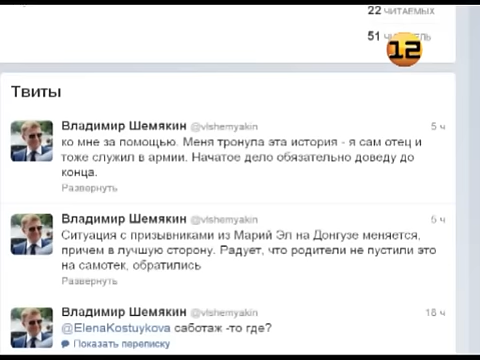 22 ЧИТАЕМЫХ
51
12
Твиты
Владимир Шемякин @vlshemyakin 5 ч
ко мне за помощью. Меня тронула эта история - я сам отец и
тоже служил в армии. Начатое дело обязательно доведу до
конца.
Развернуть
Владимир Шемякин @vlshemyakin 5 ч
Ситуация с призывниками из Марий Эл на Донгузе меняется,
причем в лучшую сторону. Радует, что родители не пустили это
на самотек, обратились
Развернуть
Владимир Шемякин @vlshemyakin 18 ч
@ElenaKostuykova саботаж -то где?
Показать переписку